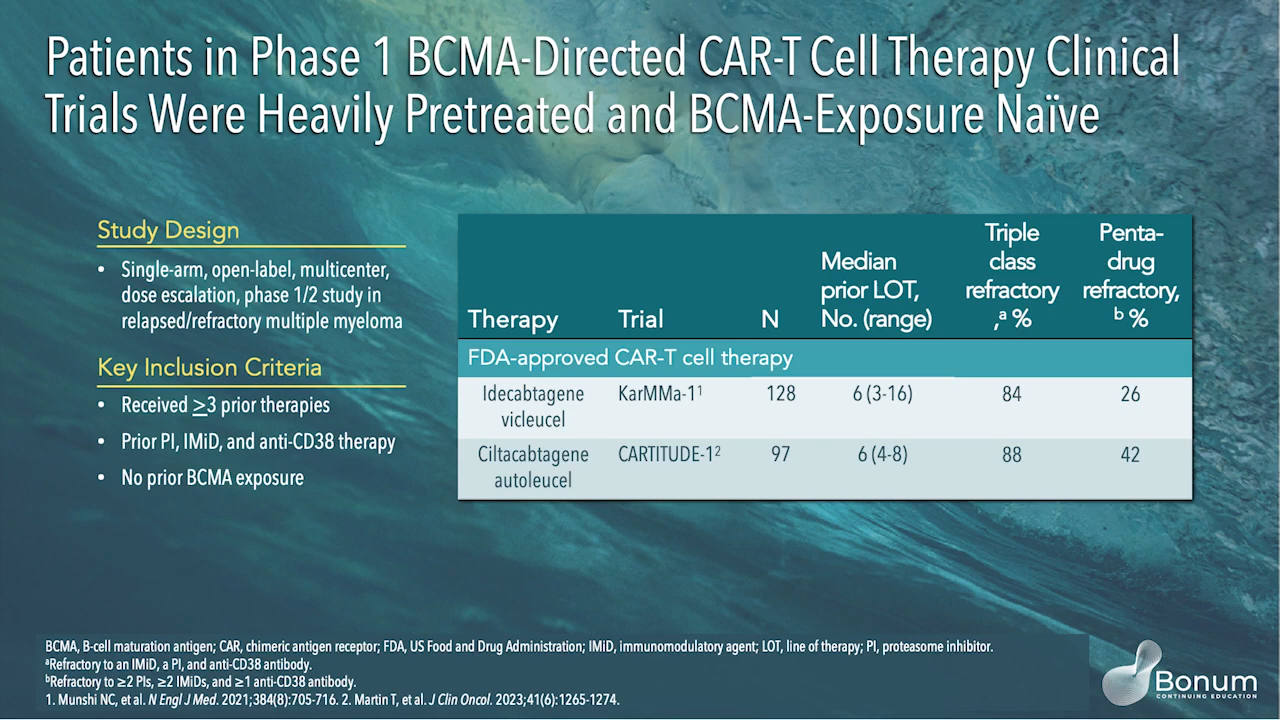 Patients in Phase 1 BCMA-Directed CAR-T Cell Therapy Clinical
Trials Were Heavily Pretreated and BCMA-Exposure Naïve
Study Design
• Single-arm, open-label, multicenter,
dose escalation, phase 1/2 study in
relapsed/refractory multiple myeloma
Key Inclusion Criteria
• Received >3 prior therapies
• Prior PI, IMiD, and anti-CD38 therapy
• No prior BCMA exposure
Therapy Trial N Median prior LOT, No. (range) Triple class refractory ,ᵃ % Penta-drug refractory, ᵇ %
FDA-approved CAR-T cell therapy
Idecabtagene vicleucel KarMMa-1¹ 128 6 (3-16) 84 26
Ciltacabtagene autoleucel CARTITUDE-1² 97 6 (4-8) 88 42
BCMA, B-cell maturation antigen; CAR, chimeric antigen receptor; FDA, US Food and Drug Administration; IMiD, immunomodulatory agent; LOT, line of therapy; PI, proteasome inhibitor.
ᵃRefractory to an IMiD, a PI, and anti-CD38 antibody.
ᵇRefractory to ≥2 PIs, ≥2 IMiDs, and ≥1 anti-CD38 antibody.
1. Munshi NC, et al. N Engl J Med. 2021;384(8):705-716. 2. Martin T, et al. J Clin Oncol. 2023;41(6):1265-1274.
Bonum
CONTINUING EDUCATION